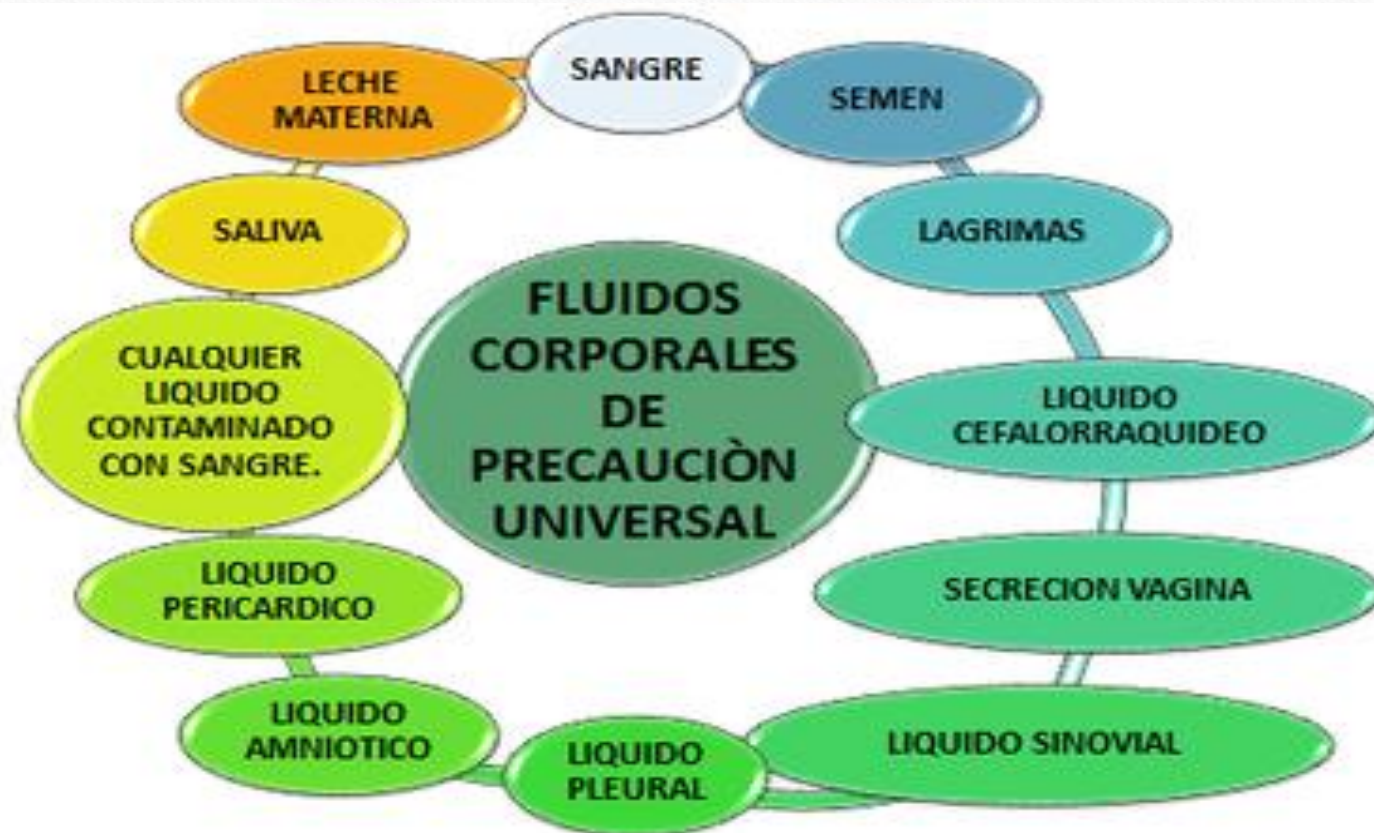 SANGRE
SEMEN
LAGRIMAS
LIQUIDO
CEFALORRAQUIDEO
SECRECION VAGINA
LIQUIDO SINOVIAL
LIQUIDO
PLEURAL
LIQUIDO
AMNIOTICO
LIQUIDO
PERICARDICO
CUALQUIER
LIQUIDO
CONTAMINADO
CON SANGRE.
SALIVA
LECHE
MATERNA
FLUIDOS
CORPORALES
DE
PRECAUCIÒN
UNIVERSAL